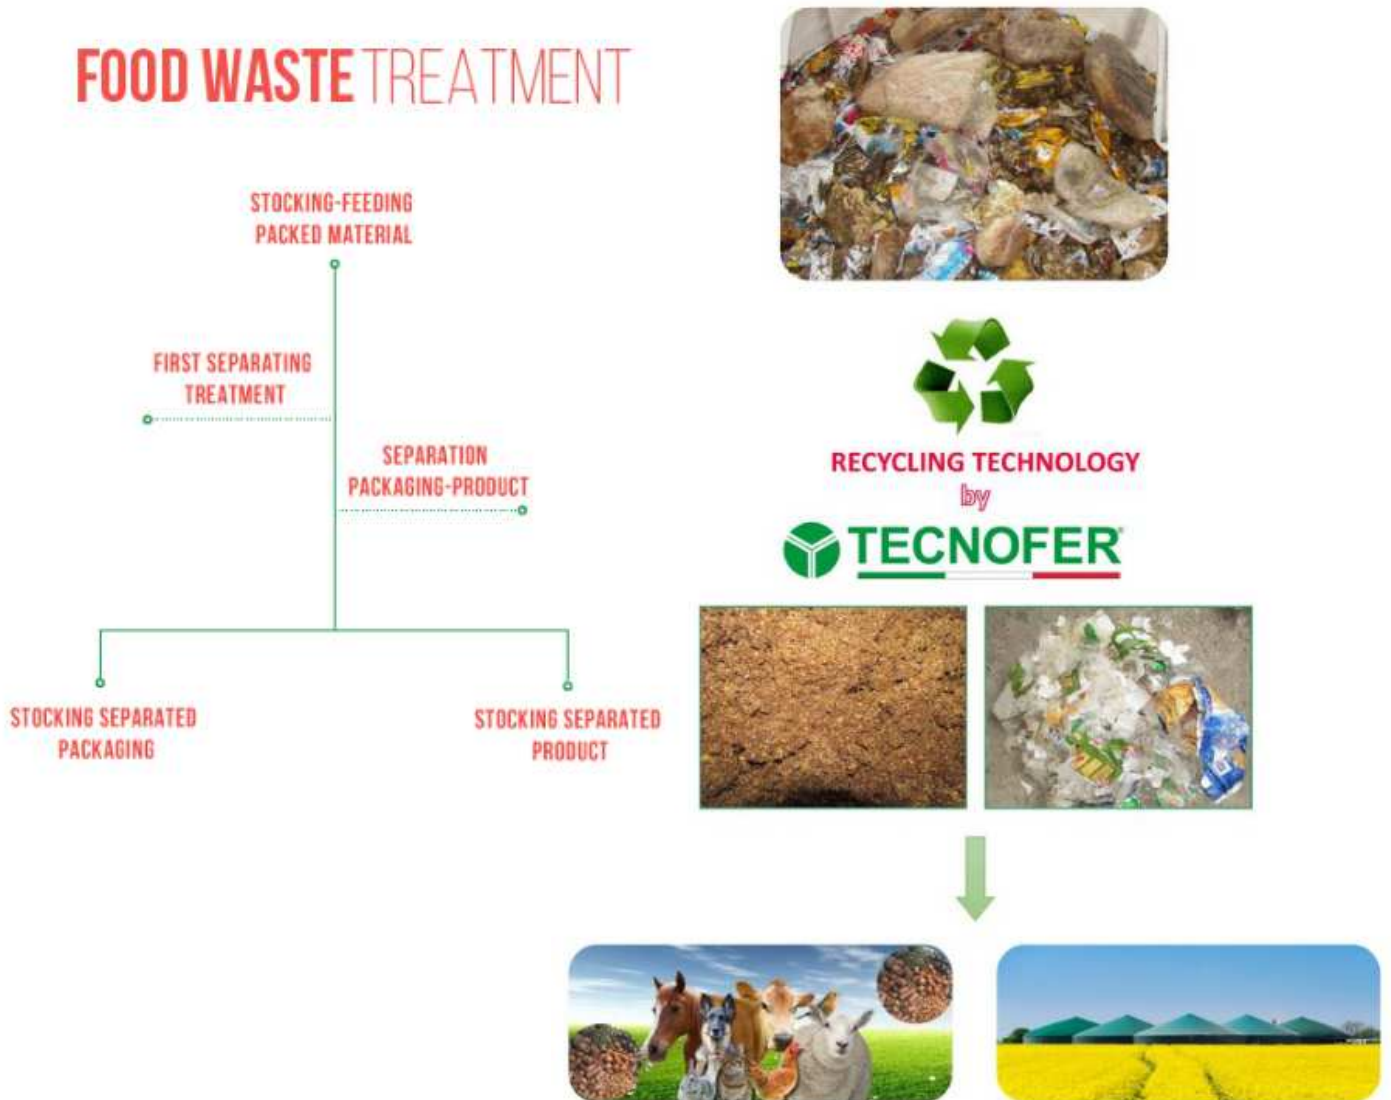 FOOD WASTE TREATMENT
STOCKING-FEEDING
PACKED MATERIAL
FIRST SEPARATING
TREATMENT
SEPARATION
PACKAGING-PRODUCT
STOCKING SEPARATED
PACKAGING
STOCKING SEPARATED
PRODUCT
RECYCLING TECHNOLOGY
by
TECNOFER